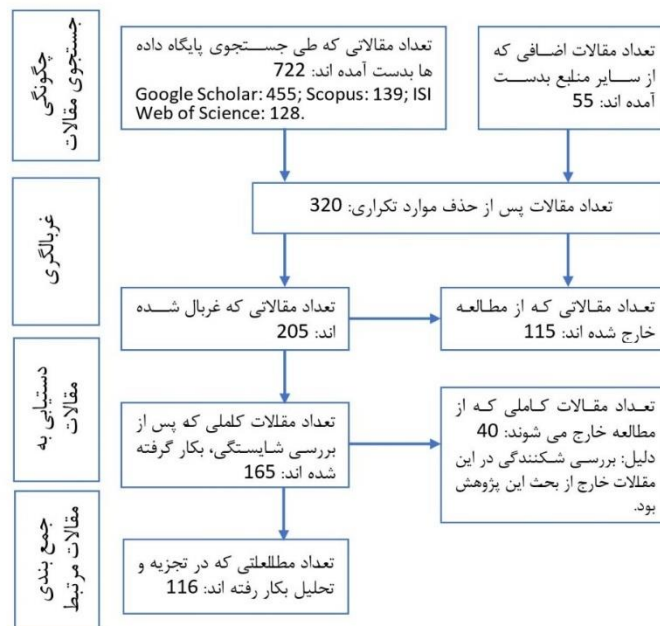 چگونگی
جستجوی مقالات
تعداد مقالاتی که طی جستجوی پایگاه داده
ها بدست آمده اند: 722
Google Scholar: 455; Scopus: 139; ISI
Web of Science: 128.
تعداد مقالات اضافی که
از سایر منلبع بدست
آمده اند: 55
غربالگری
تعداد مقالات پس از حذف موارد تکراری: 320
تعداد مقالاتی که غربال شده
اند: 205
تعداد مقالاتی که از مطالعه
خارج شده اند: 115
دستیابی به
مقالات
تعداد مقلات کلملی که پس از
بررسی شایستگی، بکار گرفته
شده اند: 165
تعداد مقالات کاملی که از
مطالعه خارج می شوند: 40
دلیل: بررسی شکنندگی در این
مقللات خارج از بحث این پژوهش
بود.
جمع بندی
مقالات مرتبط
تعداد مطللعلتی که در تجزیه و
تحلیل بکار رفته اند: 116